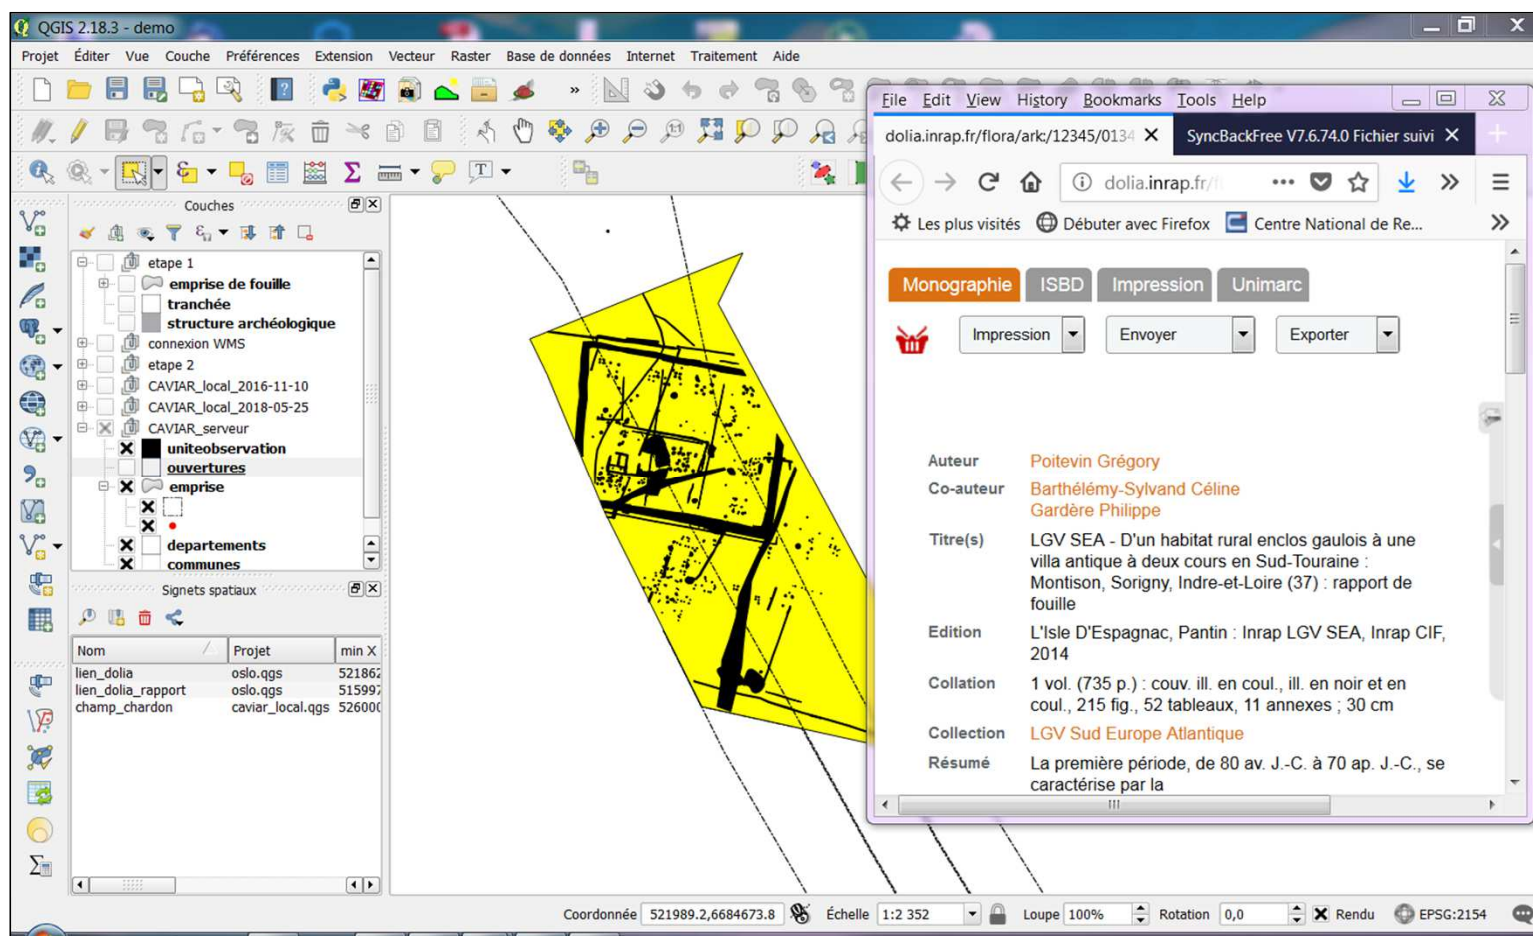 QGIS 2.18.3 - demo
Projet Éditer Vue Couche Préférences Extension Vecteur Raster Base de données Internet Traitement Aide
Couches
etape 1
emprise de fouille
tranchée
structure archéologique
connexion WMS
etape 2
CAVIAR_local_2016-11-10
CAVIAR_local_2018-05-25
CAVIAR_serveur
uniteobservation
ouvertures
emprise
departements
communes
Signets spatiaux
Nom Projet min X
lien_dolia oslo.qgs 521862
lien_dolia_rapport oslo.qgs 515997
champ_chardon caviar_local.qgs 526000
File Edit View History Bookmarks Tools Help
dolia.inrap.fr/flora/ark:/12345/0134 SyncBackFree V7.6.74.0 Fichier suivi
dolia.inrap.fr/
Les plus visités Débuter avec Firefox Centre National de Re...
Monographie ISBD Impression Unimarc
Impression Envoyer Exporter
Auteur Poitevin Grégory
Co-auteur Barthélémy-Sylvand Céline
Gardère Philippe
Titre(s) LGV SEA - D'un habitat rural enclos gaulois à une
villa antique à deux cours en Sud-Touraine :
Montison, Sorigny, Indre-et-Loire (37) : rapport de
fouille
Edition L'Isle D'Espagnac, Pantin : Inrap LGV SEA, Inrap CIF,
2014
Collation 1 vol. (735 p.) : couv. ill. en coul., ill. en noir et en
coul., 215 fig., 52 tableaux, 11 annexes ; 30 cm
Collection LGV Sud Europe Atlantique
Résumé La première période, de 80 av. J.-C. à 70 ap. J.-C., se
caractérise par la
Coordonnée 521989.2,6684673.8 Échelle 1:2 352 Loupe 100% Rotation 0,0 Rendu EPSG:2154